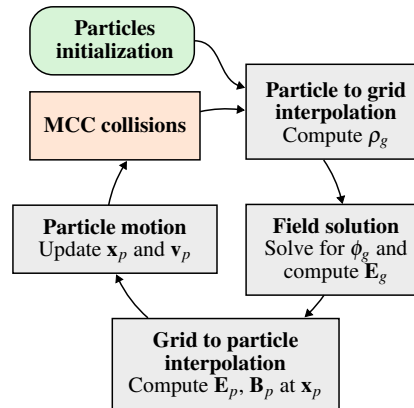 Particles
initialization
MCC collisions
Particle to grid
interpolation
Compute ρ_g
Field solution
Solve for ϕ_g and
compute E_g
Grid to particle
interpolation
Compute E_p, B_p at x_p
Particle motion
Update x_p and v_p